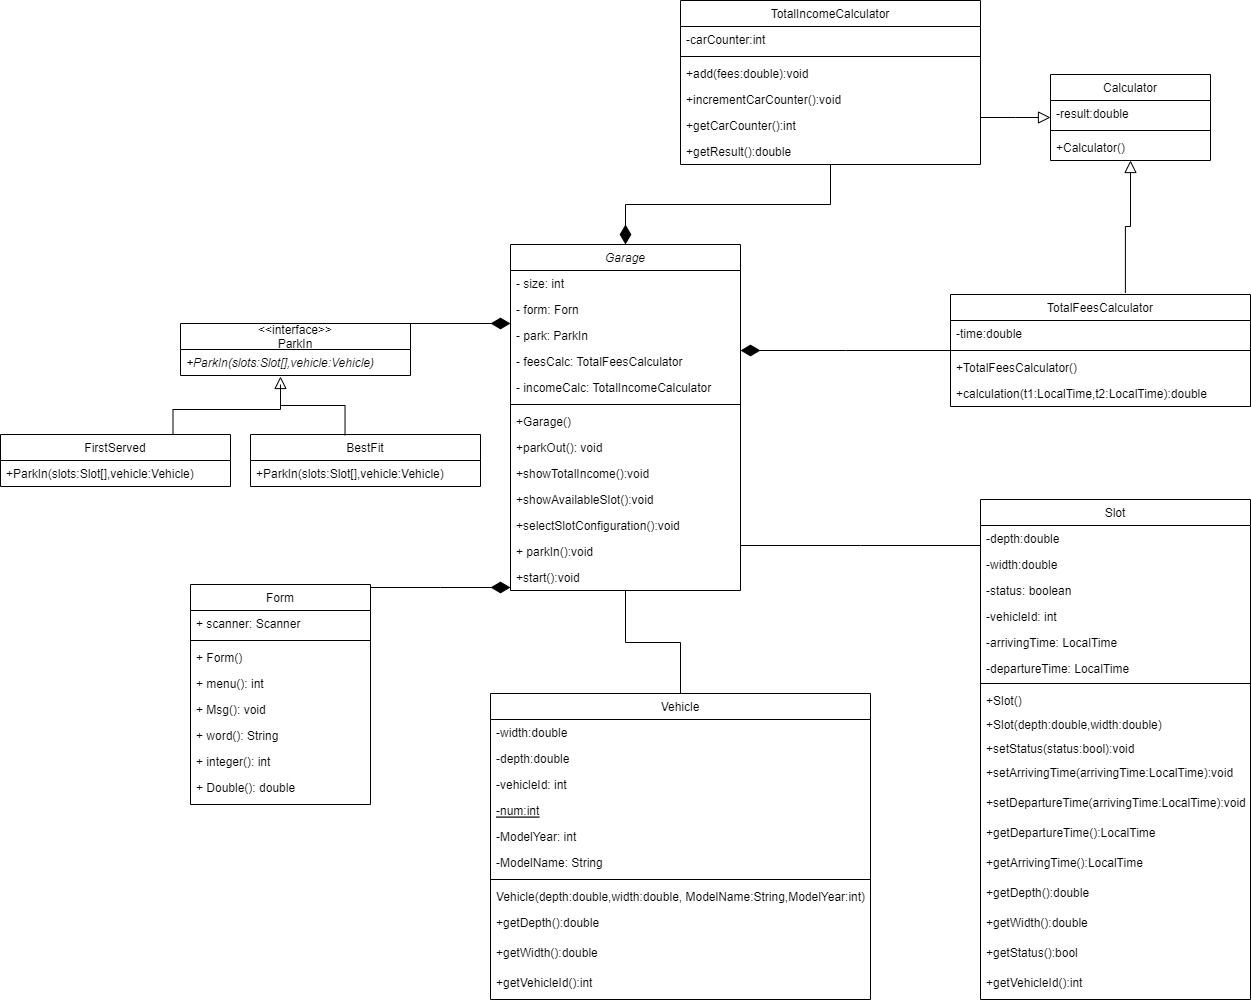 TotalIncomeCalculator
-carCounter:int
+add(fees:double):void
+incrementCarCounter():void
+getCarCounter():int
+getResult():double
Calculator
-result:double
+Calculator()
Garage
- size: int
- form: Forn
- park: ParkIn
- feesCalc: TotalFeesCalculator
- incomeCalc: TotalIncomeCalculator
+Garage()
+parkOut(): void
+showTotalIncome():void
+showAvailableSlot():void
+selectSlotConfiguration():void
+ parkIn():void
+start():void
<<interface>>
ParkIn
+ParkIn(slots:Slot[],vehicle:Vehicle)
FirstServed
+ParkIn(slots:Slot[],vehicle:Vehicle)
BestFit
+ParkIn(slots:Slot[],vehicle:Vehicle)
TotalFeesCalculator
-time:double
+TotalFeesCalculator()
+calculation(t1:LocalTime,t2:LocalTime):double
Form
+ scanner: Scanner
+ Form()
+ menu(): int
+ Msg(): void
+ word(): String
+ integer(): int
+ Double(): double
Vehicle
-width:double
-depth:double
-vehicleId: int
-num:int
-ModelYear: int
-ModelName: String
Vehicle(depth:double,width:double, ModelName:String,ModelYear:int)
+getDepth():double
+getWidth():double
+getVehicleId():int
Slot
-depth:double
-width:double
-status: boolean
-vehicleId: int
-arrivingTime: LocalTime
-departureTime: LocalTime
+Slot()
+Slot(depth:double,width:double)
+setStatus(status:bool):void
+setArrivingTime(arrivingTime:LocalTime):void
+setDepartureTime(arrivingTime:LocalTime):void
+getDepartureTime():LocalTime
+getArrivingTime():LocalTime
+getDepth():double
+getWidth():double
+getStatus():bool
+getVehicleId():int